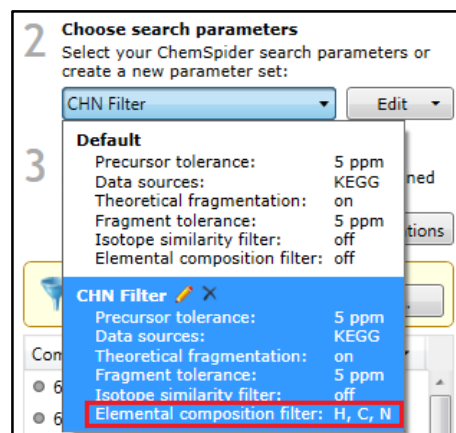 2 Choose search parameters
Select your ChemSpider search parameters or
create a new parameter set:
CHN Filter Edit
Default
Precursor tolerance: 5 ppm
3 Data sources: KEGG ned
Theoretical fragmentation: on
Fragment tolerance: 5 ppm tions
Isotope similarity filter: off
Elemental composition filter: off
CHN Filter
Precursor tolerance: 5 ppm
Data sources: KEGG
Com Theoretical fragmentation: on
Fragment tolerance: 5 ppm
6 Isotope similarity filter: off
6 Elemental composition filter: H, C, N